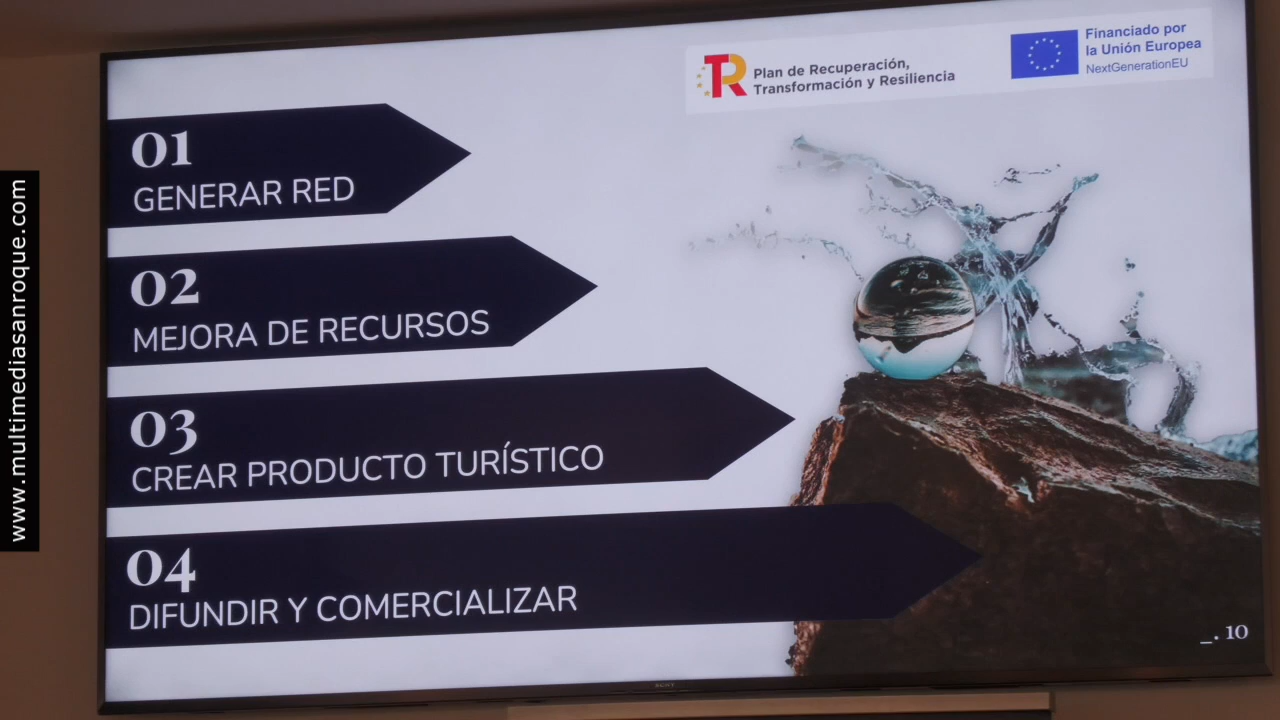 Plan de Recuperación,
Transformación y Resiliencia
Financiado por
la Unión Europea
NextGenerationEU
01
GENERAR RED
02
MEJORA DE RECURSOS
03
CREAR PRODUCTO TURÍSTICO
04
DIFUNDIR Y COMERCIALIZAR
_. 10
SONY
www.multimediasanroque.com